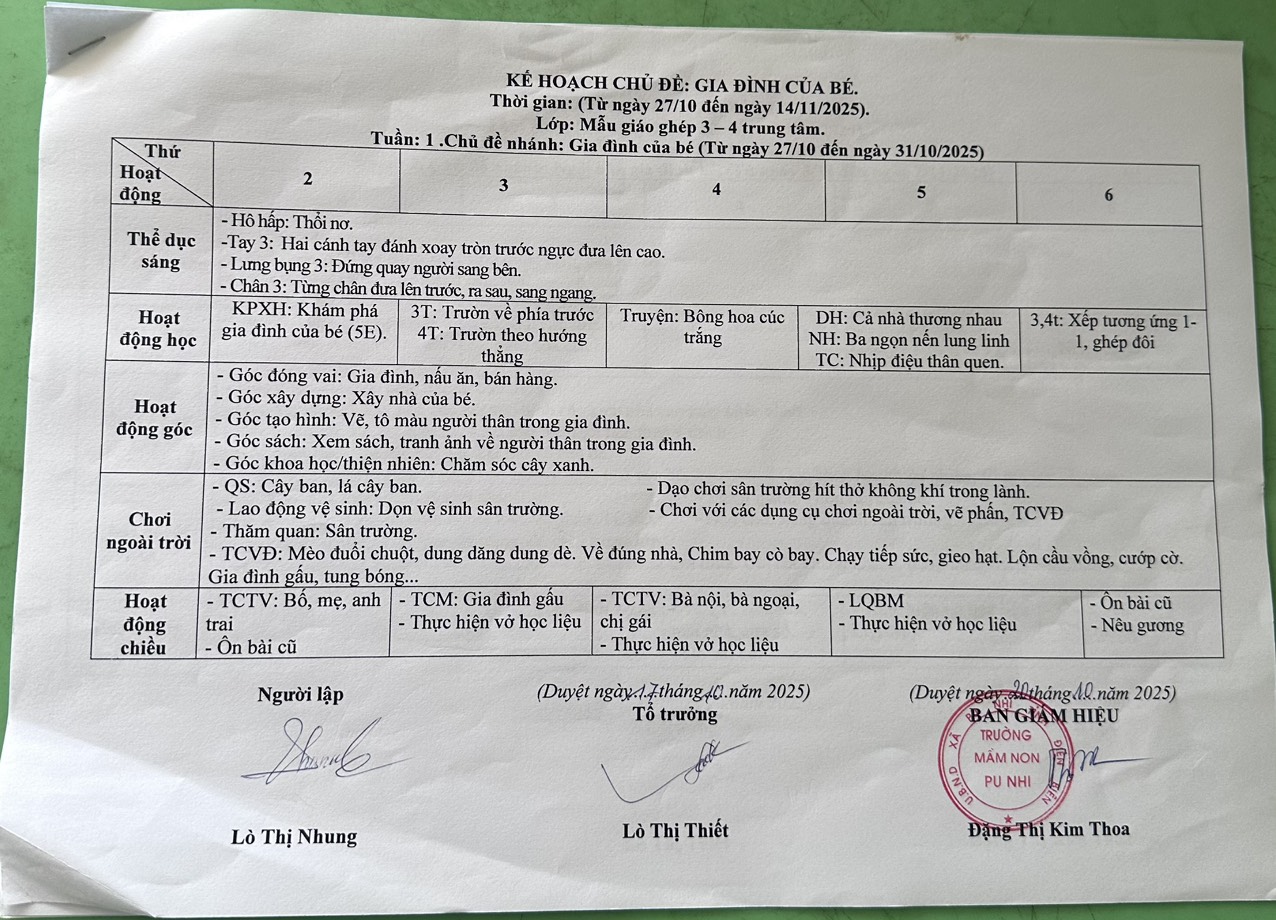 KẾ HOẠCH CHỦ ĐỀ: GIA ĐÌNH CỦA BÉ.
Thời gian: (Từ ngày 27/10 đến ngày 14/11/2025).
Lớp: Mẫu giáo ghép 3 – 4 trung tâm.
Tuần: 1 .Chủ đề nhánh: Gia đình của bé (Từ ngày 27/10 đến ngày 31/10/2025)
Thứ
Hoạt
động
2
3
4
5
6
Thể dục
sáng
- Hô hấp: Thổi nơ.
-Tay 3: Hai cánh tay đánh xoay tròn trước ngực đưa lên cao.
- Lưng bụng 3: Đứng quay người sang bên.
- Chân 3: Từng chân đưa lên trước, ra sau, sang ngang.
Hoạt
động học
KPXH: Khám phá
gia đình của bé (5E).
3T: Trườn về phía trước
4T: Trườn theo hướng
thẳng
Truyện: Bông hoa cúc
trắng
DH: Cả nhà thương nhau
NH: Ba ngọn nến lung linh
TC: Nhịp điệu thân quen.
3,4t: Xếp tương ứng 1-
1, ghép đôi
Hoạt
động góc
- Góc đóng vai: Gia đình, nấu ăn, bán hàng.
- Góc xây dựng: Xây nhà của bé.
- Góc tạo hình: Vẽ, tô màu người thân trong gia đình.
- Góc sách: Xem sách, tranh ảnh về người thân trong gia đình.
- Góc khoa học/thiện nhiên: Chăm sóc cây xanh.
Chơi
ngoài trời
- QS: Cây ban, lá cây ban.
- Lao động vệ sinh: Dọn vệ sinh sân trường.
- Thăm quan: Sân trường.
- Dạo chơi sân trường hít thở không khí trong lành.
- Chơi với các dụng cụ chơi ngoài trời, vẽ phấn, TCVĐ
- TCVĐ: Mèo đuổi chuột, dung dăng dung dè. Về đúng nhà, Chim bay cò bay. Chạy tiếp sức, gieo hạt. Lộn cầu vồng, cướp cờ.
Gia đình gấu, tung bóng...
Hoạt
động
chiều
- TCTV: Bố, mẹ, anh
trai
- Ôn bài cũ
- TCM: Gia đình gấu
- Thực hiện vở học liệu
- TCTV: Bà nội, bà ngoại,
chị gái
- Thực hiện vở học liệu
- LQBM
- Thực hiện vở học liệu
- Ôn bài cũ
- Nêu gương
Người lập
Lò Thị Nhung
(Duyệt ngày.17.tháng.10.năm 2025)
Tổ trưởng
Lò Thị Thiết
(Duyệt ngày 20 tháng.10.năm 2025)
BAN GIÁM HIỆU
TRƯỜNG
MẦM NON
PU NHI
U.B.N.D XÃ
NHI
ĐIỆN BIÊN
Đặng Thị Kim Thoa